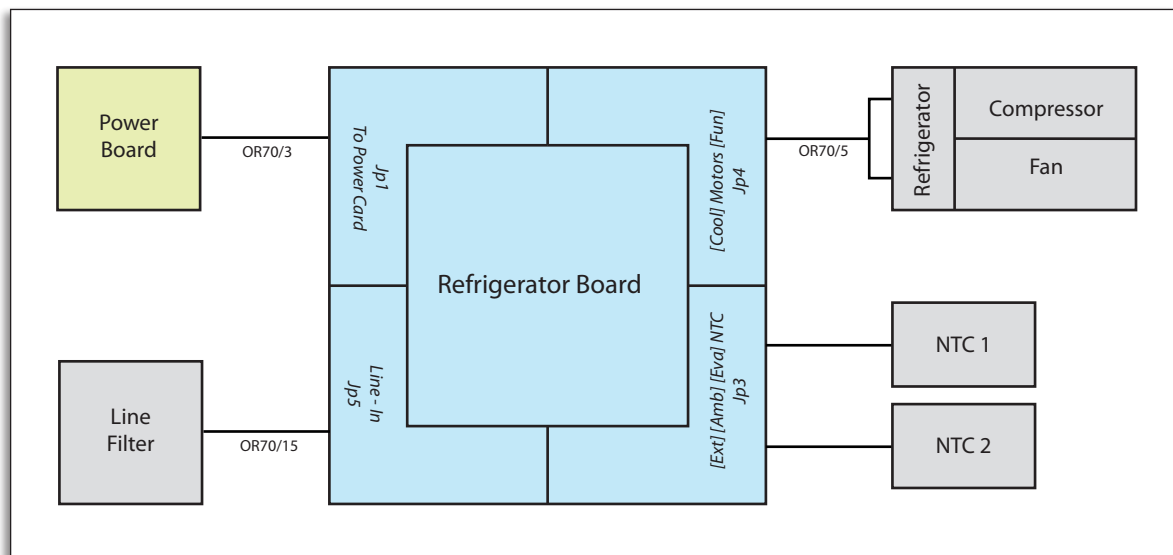 Power
Board
OR70/3
To Power Card
Jp1
[Cool] Motors [Fun]
Jp4
OR70/5
Refrigerator
Compressor
Fan
Refrigerator Board
Line
Filter
OR70/15
Line - In
Jp5
[Ext] [Amb] [Eva] NTC
Jp3
NTC 1
NTC 2